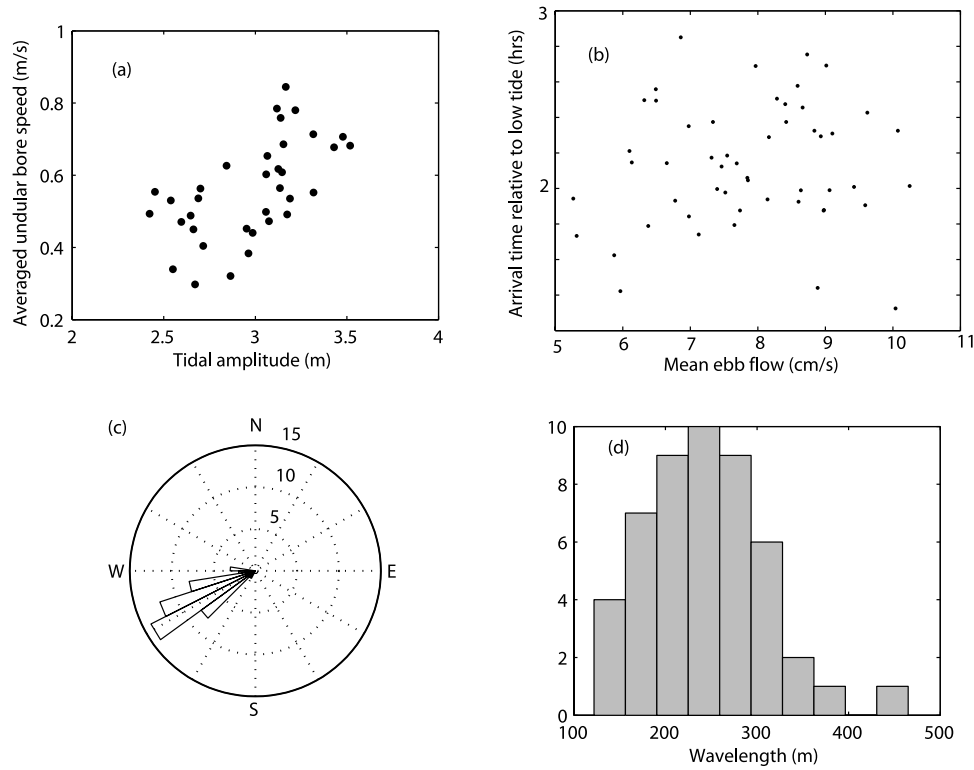 (a)
Averaged undular bore speed (m/s)
1
0.8
0.6
0.4
0.2
2
2.5
3
3.5
4
Tidal amplitude (m)
(b)
Arrival time relative to low tide (hrs)
3
2
5
6
7
8
9
10
11
Mean ebb flow (cm/s)
(c)
N
15
10
5
W
E
S
(d)
10
8
6
4
2
0
100
200
300
400
500
Wavelength (m)